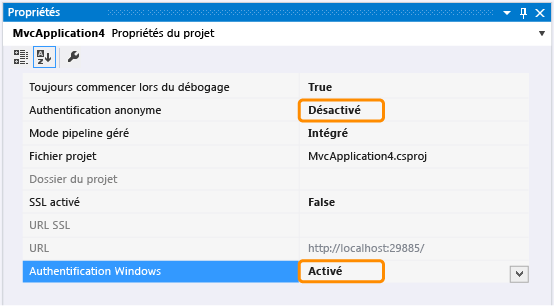 Propriétés
MvcApplication4 Propriétés du projet
Toujours commencer lors du débogage True
Authentification anonyme Désactivé
Mode pipeline géré Intégré
Fichier projet MvcApplication4.csproj
Dossier du projet
SSL activé False
URL SSL
URL http://localhost:29885/
Authentification Windows Activé